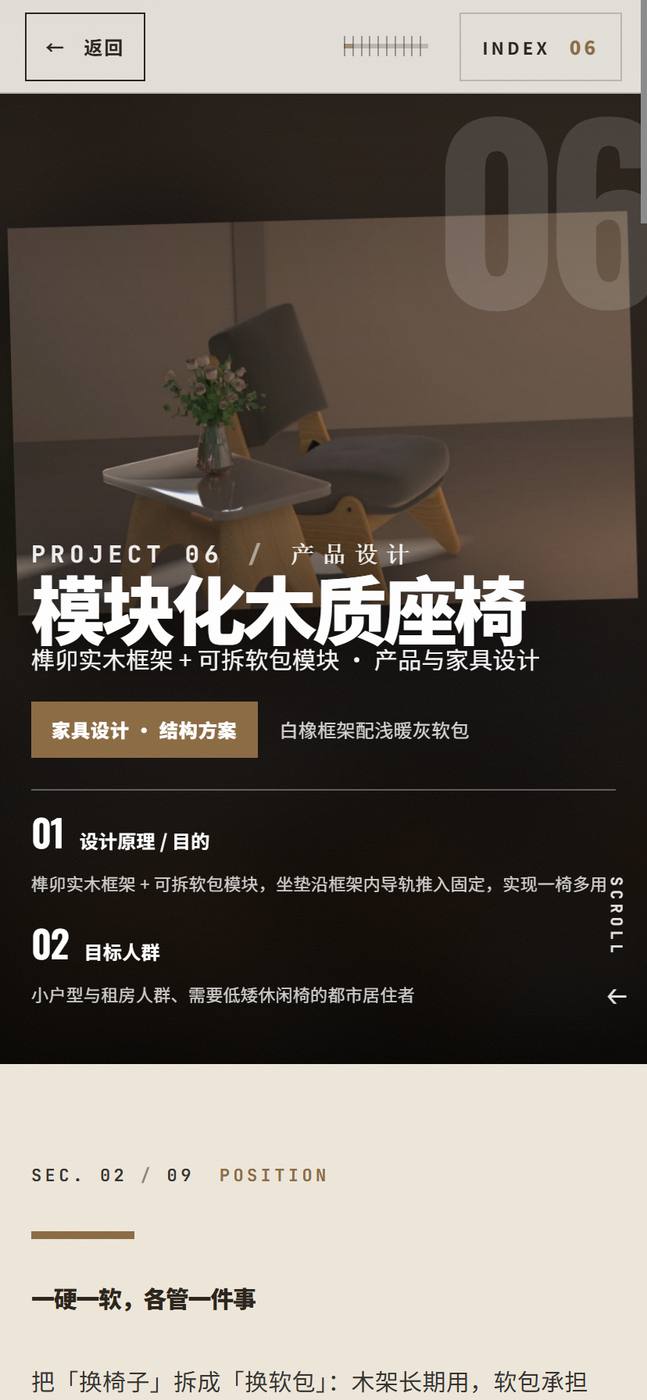 ← 返回
INDEX 06
06
PROJECT 06 / 产品设计
模块化木质座椅
榫卯实木框架 + 可拆软包模块 · 产品与家具设计
家具设计 · 结构方案
白橡框架配浅暖灰软包
01 设计原理 / 目的
榫卯实木框架 + 可拆软包模块，坐垫沿框架内导轨推入固定，实现一椅多用
SCROLL
02 目标人群
小户型与租房人群、需要低矮休闲椅的都市居住者
←
SEC. 02 / 09 POSITION
一硬一软，各管一件事
把「换椅子」拆成「换软包」：木架长期用，软包承担